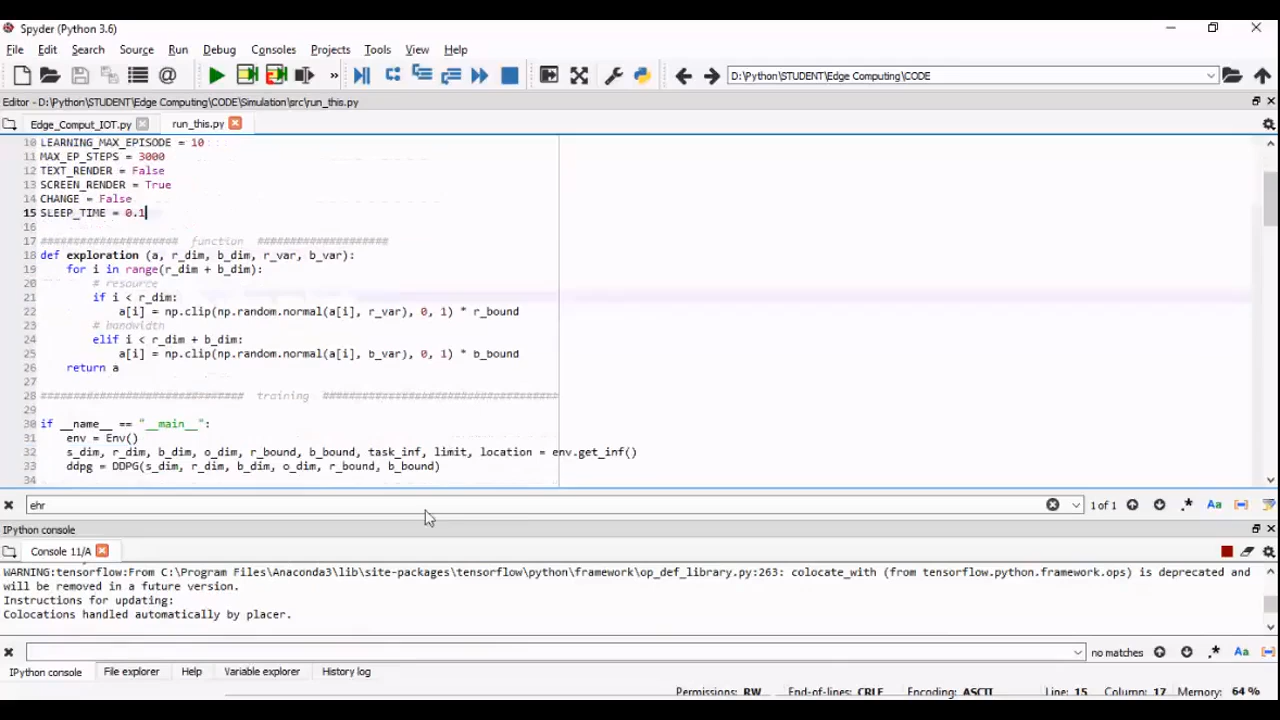 Spyder (Python 3.6)
File Edit Search Source Run Debug Consoles Projects Tools View Help
D:\Python\STUDENT\Edge Computing\CODE
Editor - D:\Python\STUDENT\Edge Computing\CODE\Simulation\src\run_this.py
Edge_Comput_IOT.py run_this.py
10 LEARNING_MAX_EPISODE = 10
11 MAX_EP_STEPS = 3000
12 TEXT_RENDER = False
13 SCREEN_RENDER = True
14 CHANGE = False
15 SLEEP_TIME = 0.1
16
17 ##################### function ####################
18 def exploration (a, r_dim, b_dim, r_var, b_var):
19 for i in range(r_dim + b_dim):
20 # resource
21 if i < r_dim:
22 a[i] = np.clip(np.random.normal(a[i], r_var), 0, 1) * r_bound
23 # bandwidth
24 elif i < r_dim + b_dim:
25 a[i] = np.clip(np.random.normal(a[i], b_var), 0, 1) * b_bound
26 return a
27
28 ############################### training ####################################
29
30 if __name__ == "__main__":
31 env = Env()
32 s_dim, r_dim, b_dim, o_dim, r_bound, b_bound, task_inf, limit, location = env.get_inf()
33 ddpg = DDPG(s_dim, r_dim, b_dim, o_dim, r_bound, b_bound)
34
ehr 1 of 1 .* Aa
IPython console
Console 11/A
WARNING:tensorflow:From C:\Program Files\Anaconda3\lib\site-packages\tensorflow\python\framework\op_def_library.py:263: colocate_with (from tensorflow.python.framework.ops) is deprecated and
will be removed in a future version.
Instructions for updating:
Colocations handled automatically by placer.
no matches .* Aa
IPython console File explorer Help Variable explorer History log
Permissions: RW End-of-lines: CRLF Encoding: ASCII Line: 15 Column: 17 Memory: 64 %